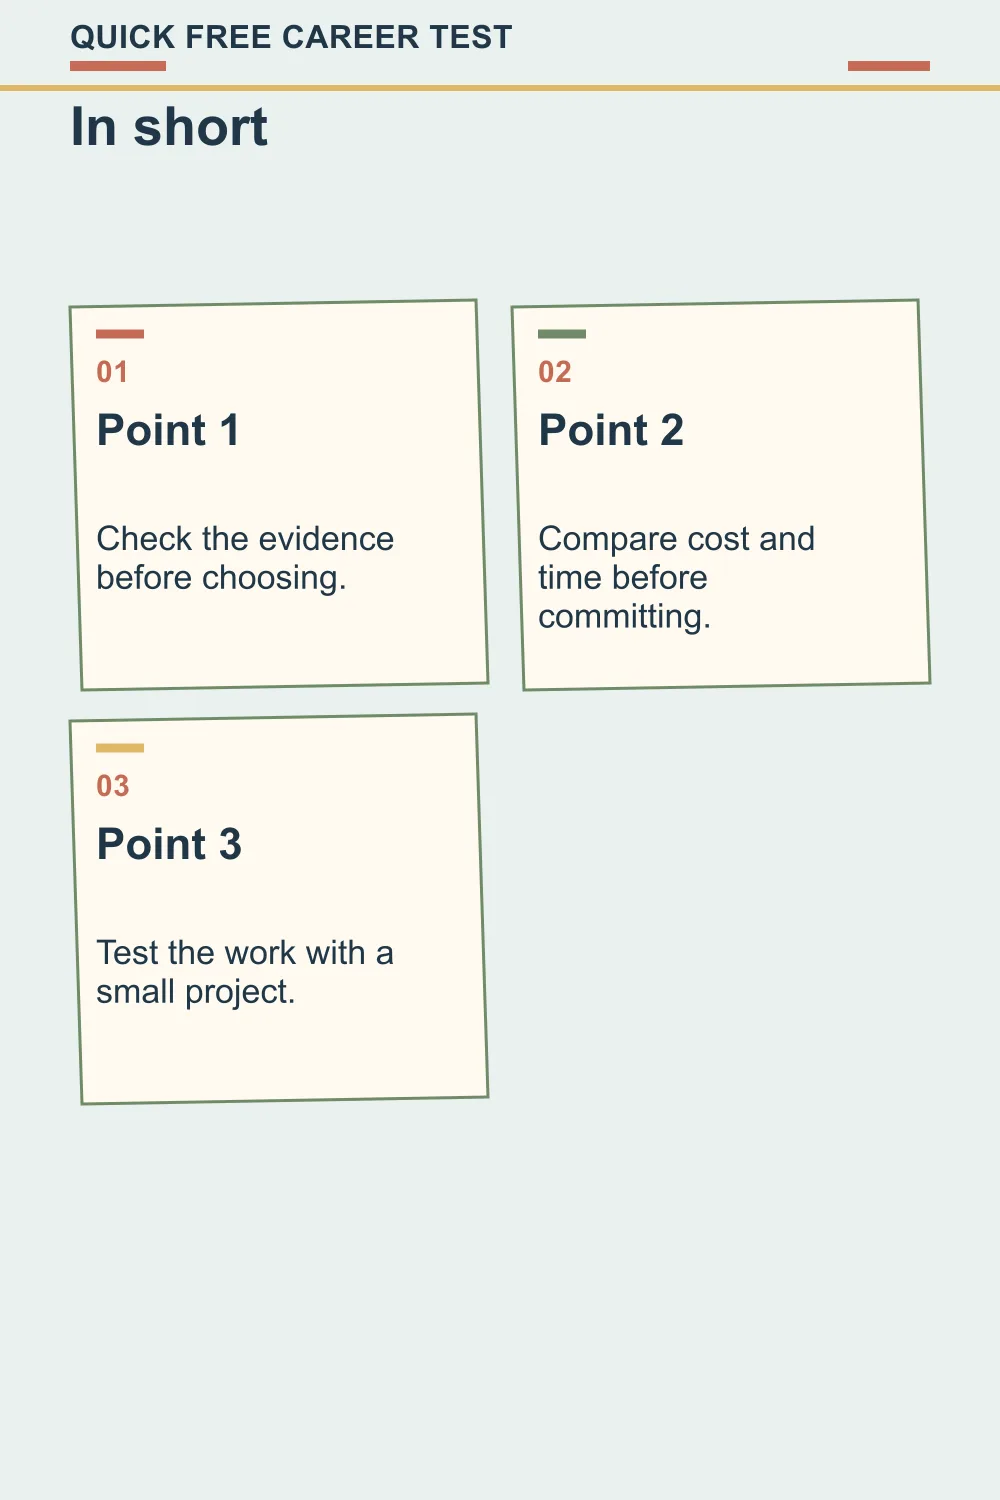 QUICK FREE CAREER TEST
In short
01
Point 1
Check the evidence
before choosing.
02
Point 2
Compare cost and
time before
committing.
03
Point 3
Test the work with a
small project.